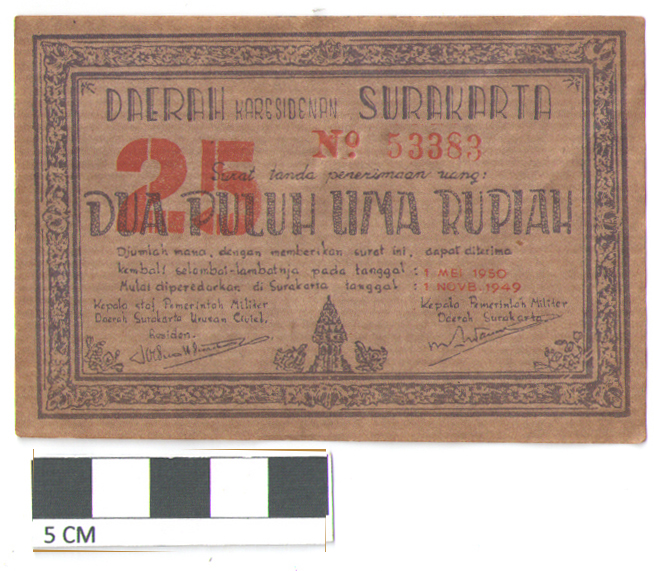 DAERAH KARESIDENAN SURAKARTA
25
No 53383
Surat tanda penerimaan uang:
DUA PULUH LIMA RUPIAH
Djumlah mana, dengan memberikan surat ini, dapat diterima
kembali selambat-lambatnja pada tanggal : 1 MEI 1950
Mulai diperedarkan di Surakarta tanggal : 1 NOVB. 1949
Kepala staf Pemerintah Militer
Daerah Surakarta Urusan Civiel.
Residen.
Kepala Pemerintah Militer
Daerah Surakarta.
5 CM